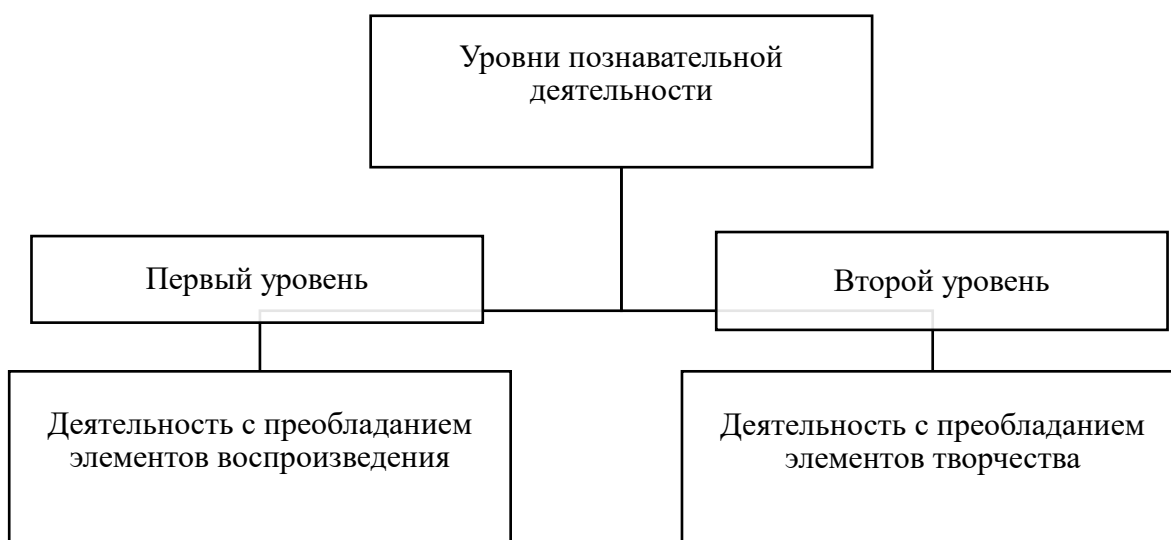 Уровни познавательной
деятельности
Первый уровень
Второй уровень
Деятельность с преобладанием
элементов воспроизведения
Деятельность с преобладанием
элементов творчества